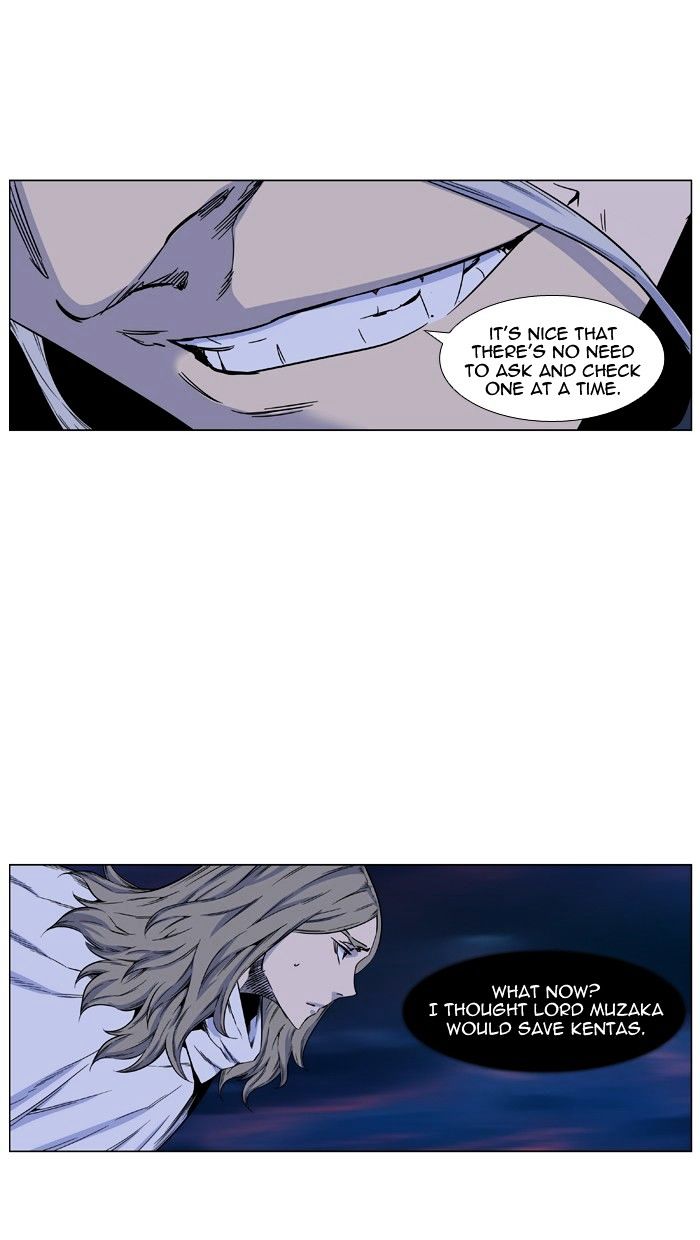 IT'S NICE THAT
THERE'S NO NEED
TO ASK AND CHECK
ONE AT A TIME.
WHAT NOW?
I THOUGHT LORD MUZAKA
WOULD SAVE KENTAS.